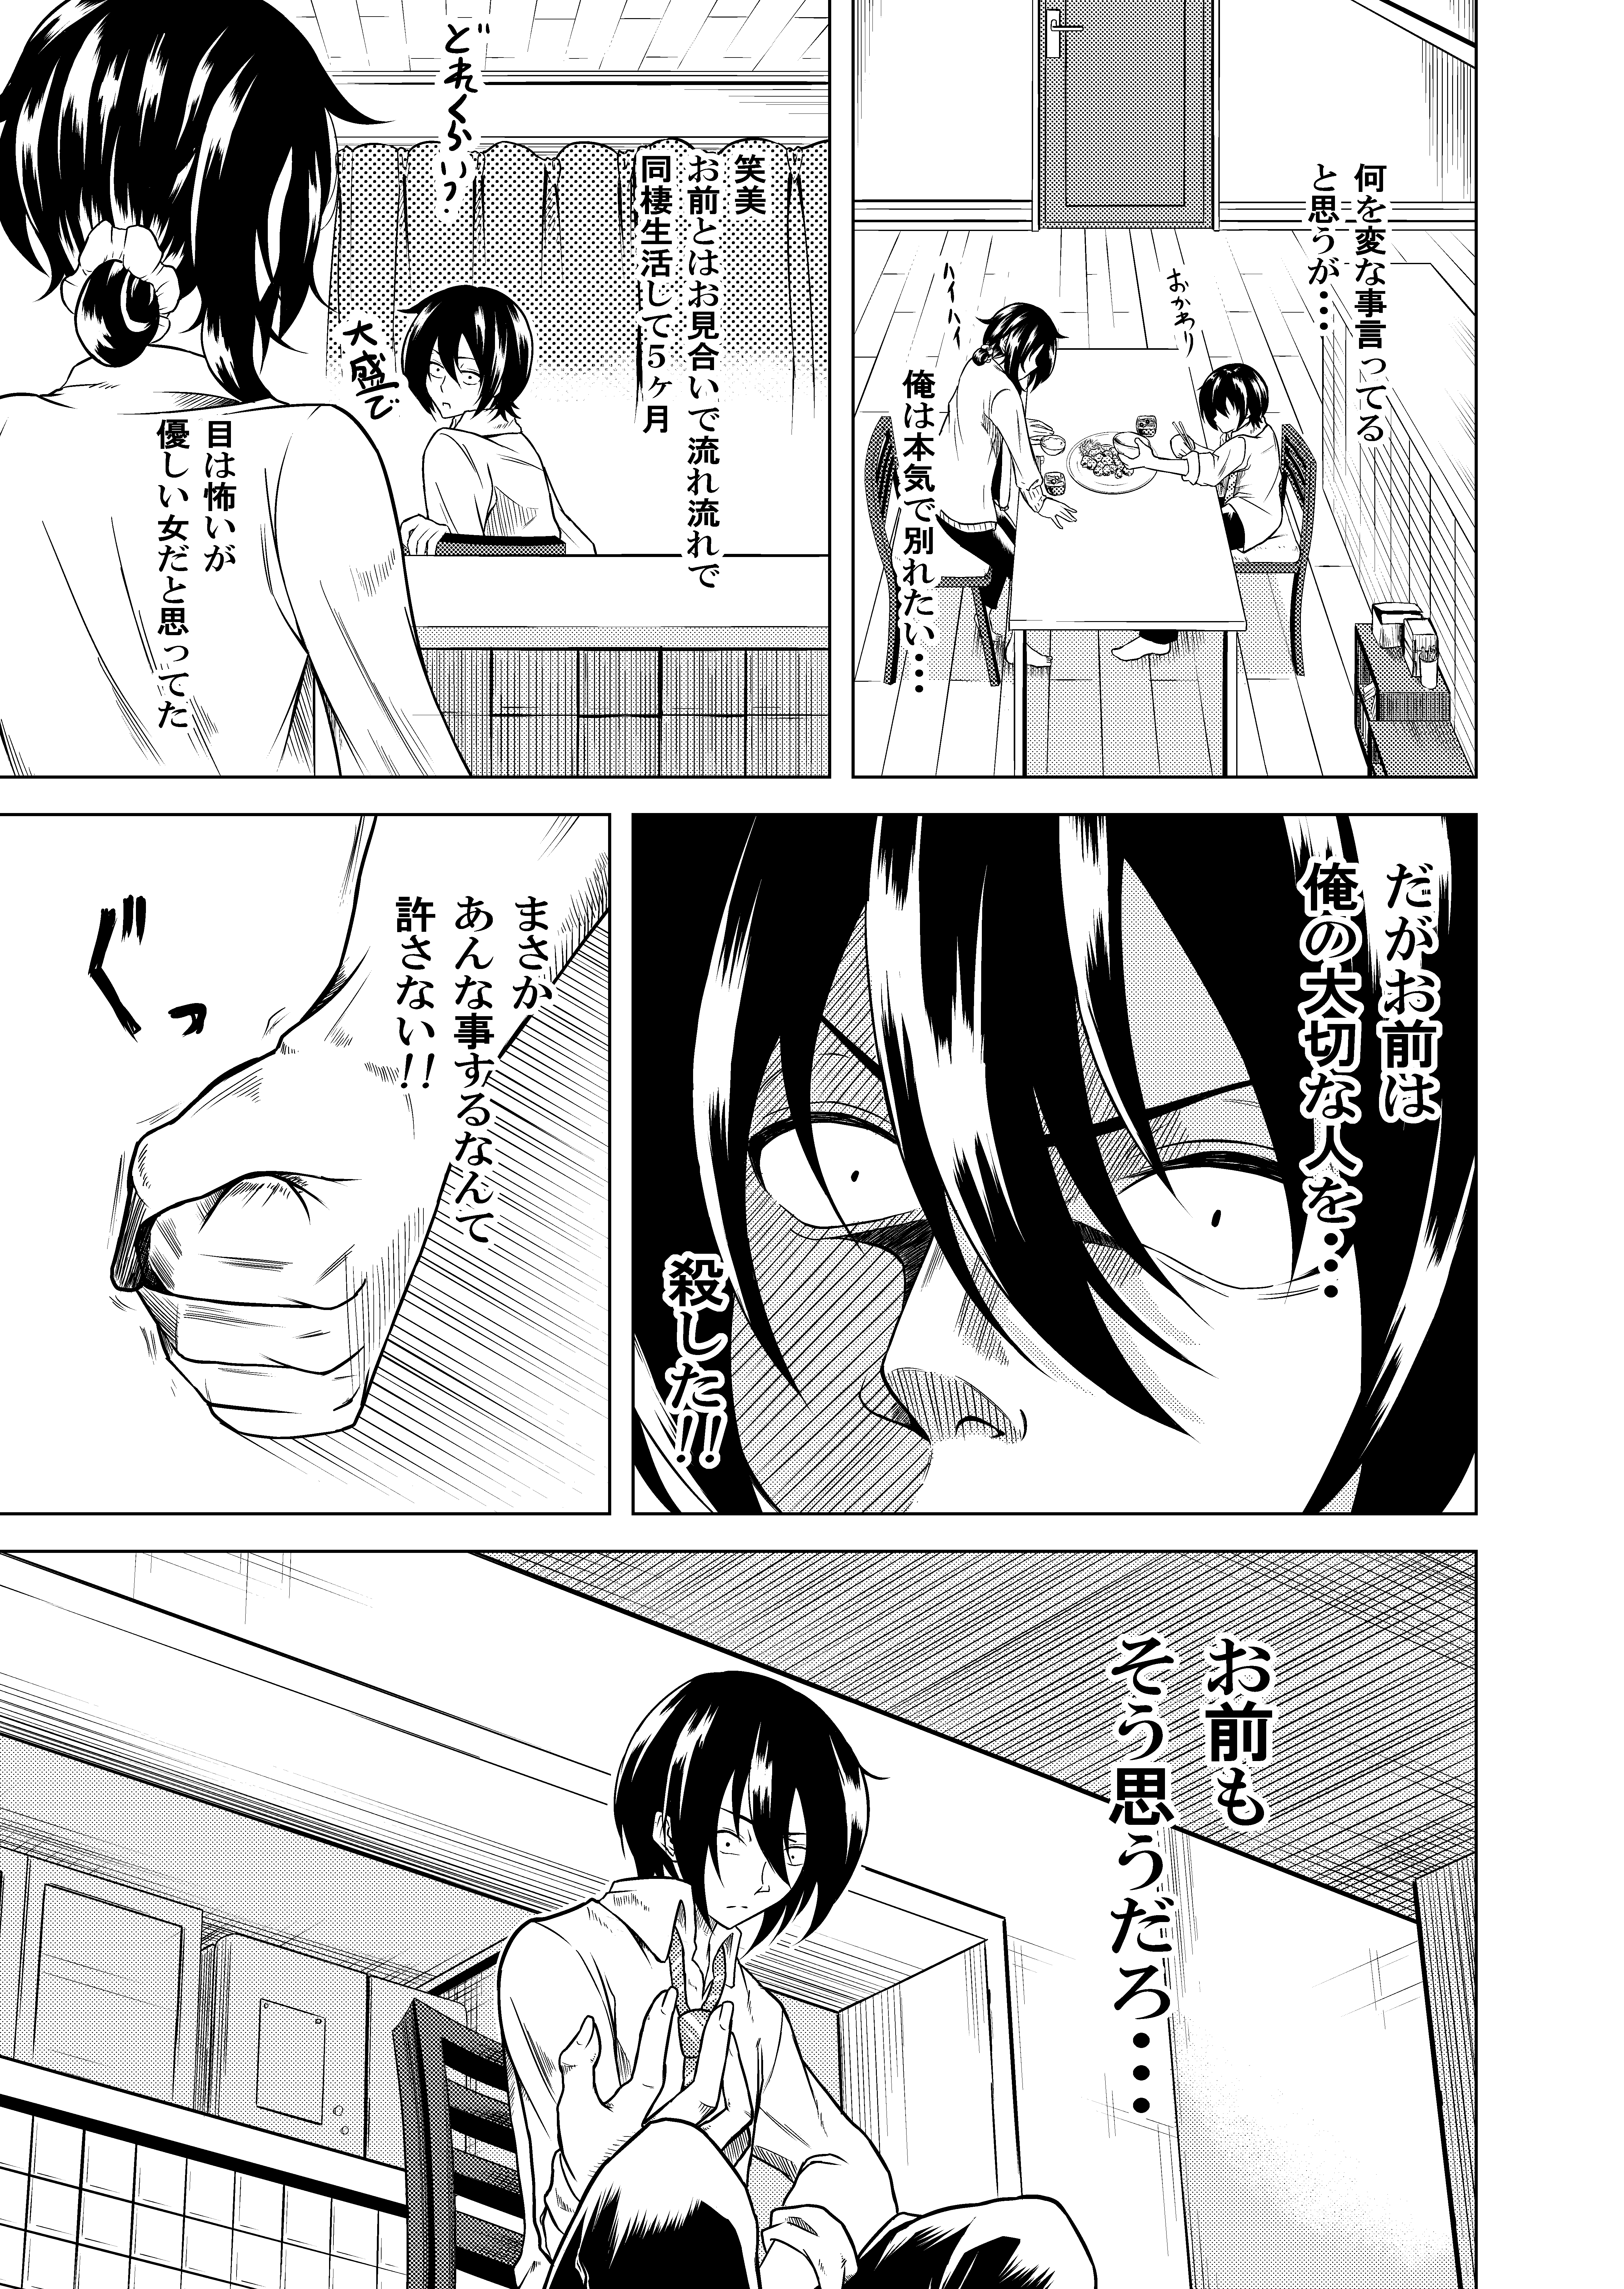 何を変な事言ってる
と思うが…
おかわり
ハイハイ
俺は本気で別れたい…
笑美
お前とはお見合いで流れ流れで
同棲生活して5ヶ月
どれくらい?
大盛で
目は怖いが
優しい女だと思ってた
だがお前は
俺の大切な人を…
殺した!!
まさか
あんな事するなんて
許さない!!
グッ
お前も
そう思うだろ…